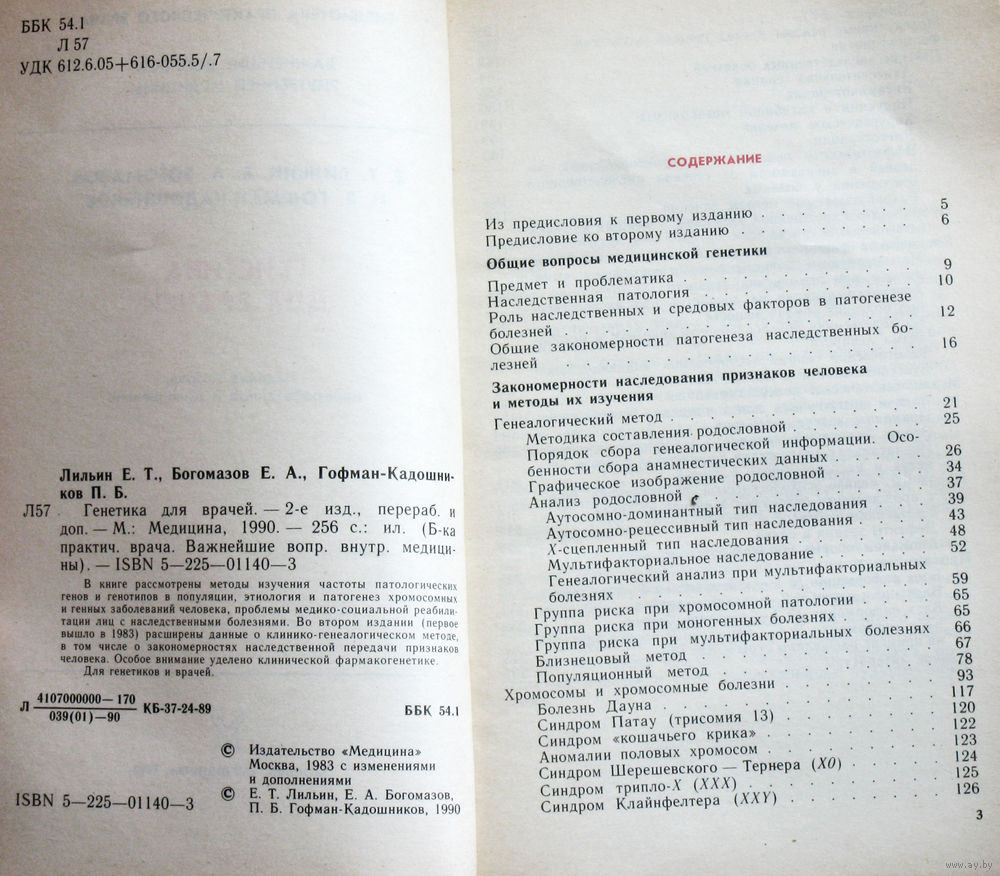 ББК 54.1
Л 57
УДК 612.6.05+616-055.5/.7
Лильин Е. Т., Богомазов Е. А., Гофман-Кадошни-
ков П. Б.
Л57 Генетика для врачей. — 2-е изд., перераб. и
доп. — М.: Медицина, 1990. — 256 с.: ил. (Б-ка
практич. врача. Важнейшие вопр. внутр. медици-
ны). — ISBN 5—225—01140—3
В книге рассмотрены методы изучения частоты патологических
генов и генотипов в популяции, этиология и патогенез хромосомных
и генных заболеваний человека, проблемы медико-социальной реабили-
тации лиц с наследственными болезнями. Во втором издании (первое
вышло в 1983) расширены данные о клинико-генеалогическом методе,
в том числе о закономерностях наследственной передачи признаков
человека. Особое внимание уделено клинической фармакогенетике.
Для генетиков и врачей.
Л 4107000000—170
039(01)—90 КБ-37-24-89
ББК 54.1
© Издательство «Медицина»
Москва, 1983 с изменениями
и дополнениями
© Е. Т. Лильин, Е. А. Богомазов,
П. Б. Гофман-Кадошников, 1990
ISBN 5—225—01140—3
СОДЕРЖАНИЕ
Из предисловия к первому изданию . . . . . . . . 5
Предисловие ко второму изданию . . . . . . . . 6
Общие вопросы медицинской генетики
Предмет и проблематика . . . . . . . . . . 9
Наследственная патология . . . . . . . . . . 10
Роль наследственных и средовых факторов в патогенезе
болезней . . . . . . . . . . . . . . 12
Общие закономерности патогенеза наследственных бо-
лезней . . . . . . . . . . . . . . 16
Закономерности наследования признаков человека
и методы их изучения
Генеалогический метод . . . . . . . . . . . 21
Методика составления родословной . . . . . . . 25
Порядок сбора генеалогической информации. Осо-
бенности сбора анамнестических данных . . . . . 26
Графическое изображение родословной . . . . . 34
Анализ родословной . . . . . . . . . . . 37
Аутосомно-доминантный тип наследования . . . . 39
Аутосомно-рецессивный тип наследования . . . . 43
X-сцепленный тип наследования . . . . . . . 48
Мультифакториальное наследование . . . . . . 52
Генеалогический анализ при мультифакториальных
болезнях . . . . . . . . . . . . . 59
Группа риска при хромосомной патологии . . . . 65
Группа риска при моногенных болезнях . . . . . 65
Группа риска при мультифакториальных болезнях 66
Близнецовый метод . . . . . . . . . . . 67
Популяционный метод . . . . . . . . . . 78
Хромосомы и хромосомные болезни . . . . . . . 93
Болезнь Дауна . . . . . . . . . . . . 117
Синдром Патау (трисомия 13) . . . . . . . . 120
Синдром «кошачьего крика» . . . . . . . . 122
Аномалии половых хромосом . . . . . . . . 123
Синдром Шерешевского — Тернера (XO) . . . . . 124
Синдром трипло-X (XXX) . . . . . . . . . 125
Синдром Клайнфелтера (XXY) . . . . . . . . 126
3
www.ay.by